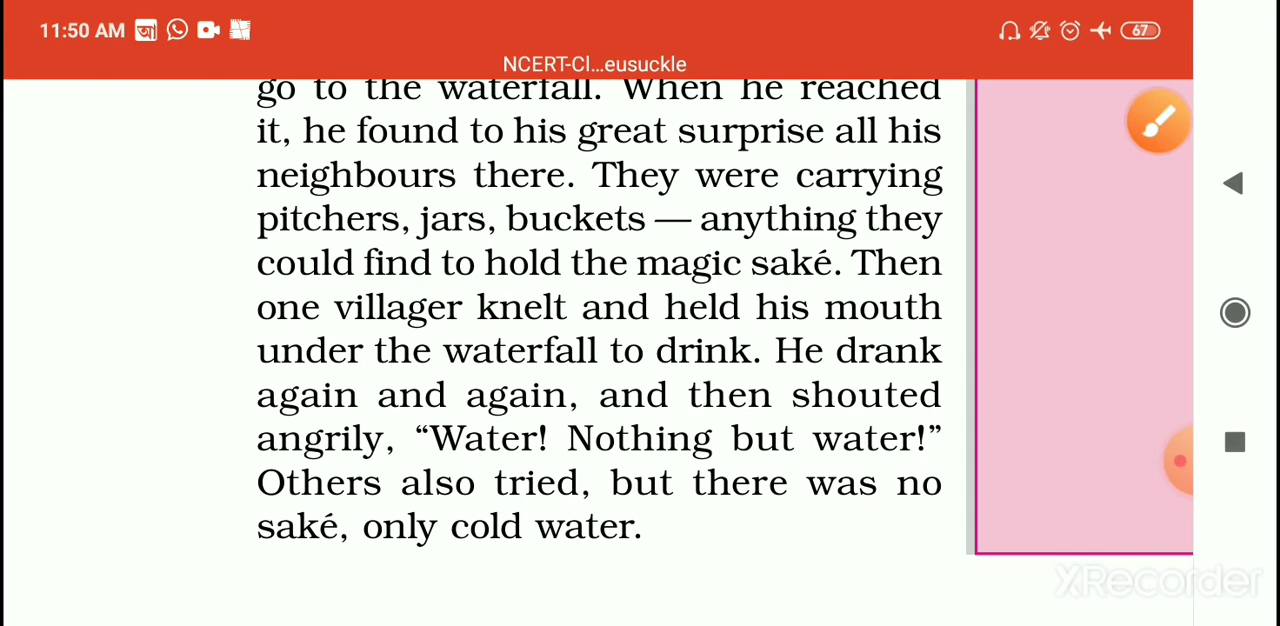 11:50 AM আ 67
NCERT-Cl...eusuckle
go to the waterfall. When he reached
it, he found to his great surprise all his
neighbours there. They were carrying
pitchers, jars, buckets — anything they
could find to hold the magic saké. Then
one villager knelt and held his mouth
under the waterfall to drink. He drank
again and again, and then shouted
angrily, “Water! Nothing but water!”
Others also tried, but there was no
saké, only cold water.
XRecorder